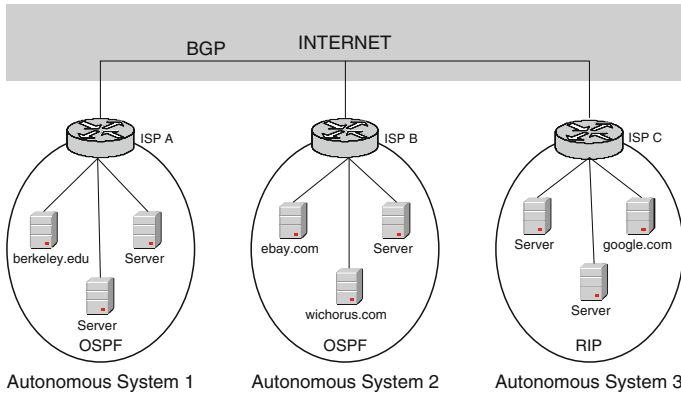 INTERNET
BGP
ISP A
ISP B
ISP C
berkeley.edu
Server
Server
OSPF
ebay.com
Server
wichorus.com
OSPF
Server
google.com
Server
RIP
Autonomous System 1
Autonomous System 2
Autonomous System 3